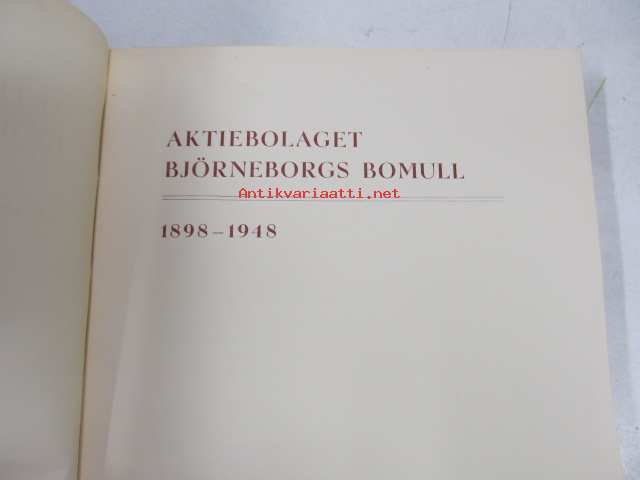 AKTIEBOLAGET
BJÖRNEBORGS BOMULL
Antikvariaatti.net
1898–1948